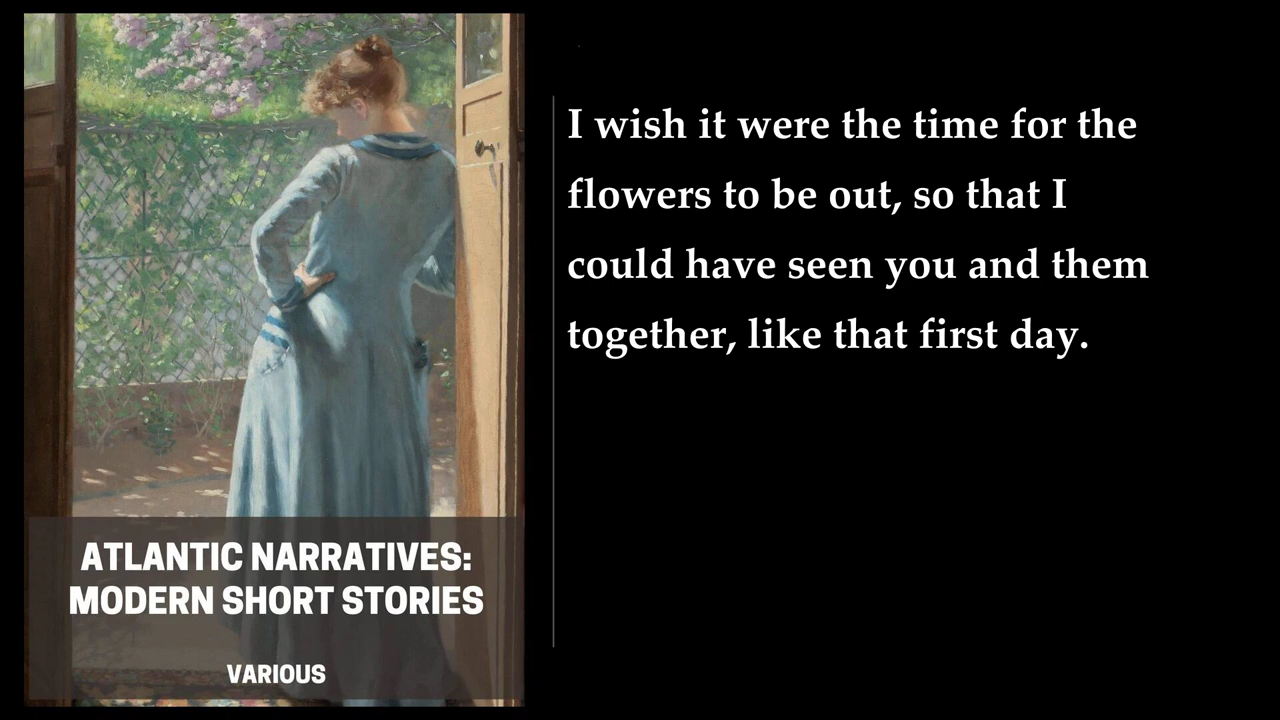 I wish it were the time for the
flowers to be out, so that I
could have seen you and them
together, like that first day.
ATLANTIC NARRATIVES:
MODERN SHORT STORIES
VARIOUS